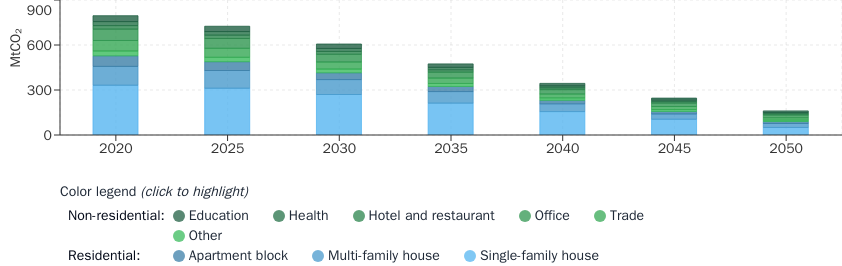 900
600
300
0
MtCO₂
2020 2025 2030 2035 2040 2045 2050
Color legend (click to highlight)
Non-residential: Education Health Hotel and restaurant Office Trade
Other
Residential: Apartment block Multi-family house Single-family house